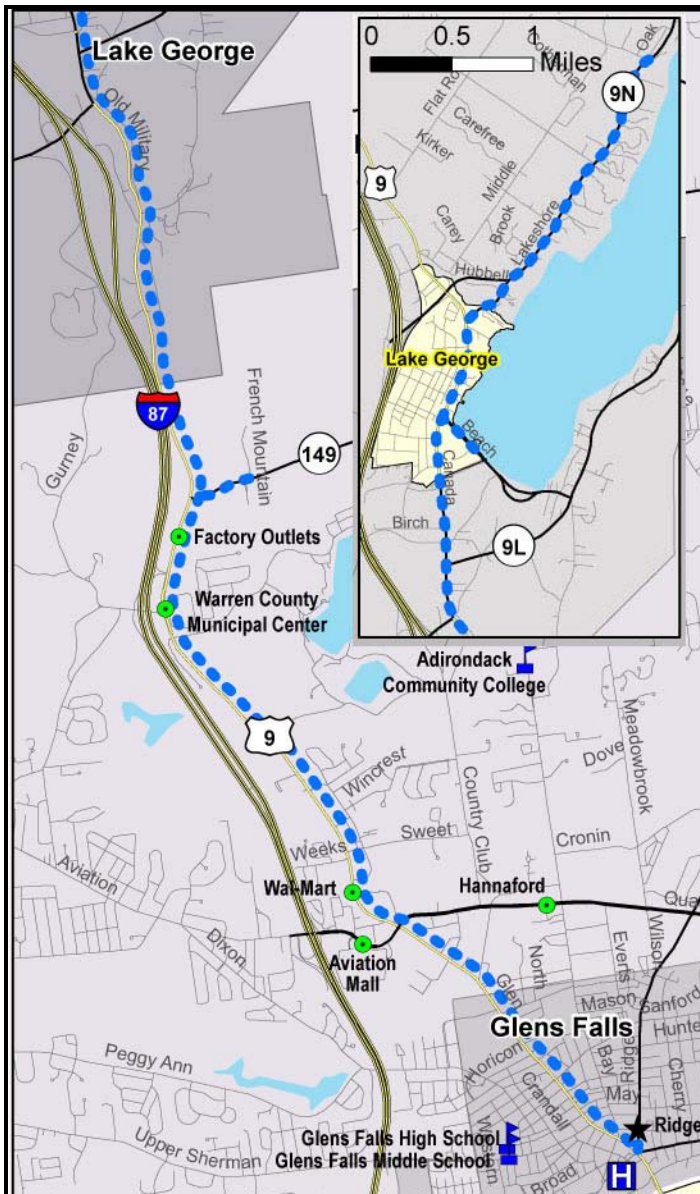 Lake George
Old Military
87
Gurney
French Mountain
149
Factory Outlets
Warren County
Municipal Center
9
Wincrest
Weeks
Sweet
Country Club
Dove
Meadowbrook
Cronin
Adirondack
Community College
Wal-Mart
Hannaford
Qua
Aviation
Dixon
Aviation
Mall
Glen
North
Everts
Wilson
Mason
Sanford
Hunter
Glens Falls
Bay
Ridge
May
Cherry
Horicon
Crandall
Western
Broad
Ridge
Peggy Ann
Upper Sherman
Glens Falls High School
Glens Falls Middle School
H
0 0.5 1
Miles
9N
Oak
Flat Ro
Carefree
Kirker
Middle
9
Carey
Brook
Lakeshore
Hubbell
Lake George
Beach
Canada
Birch
9L